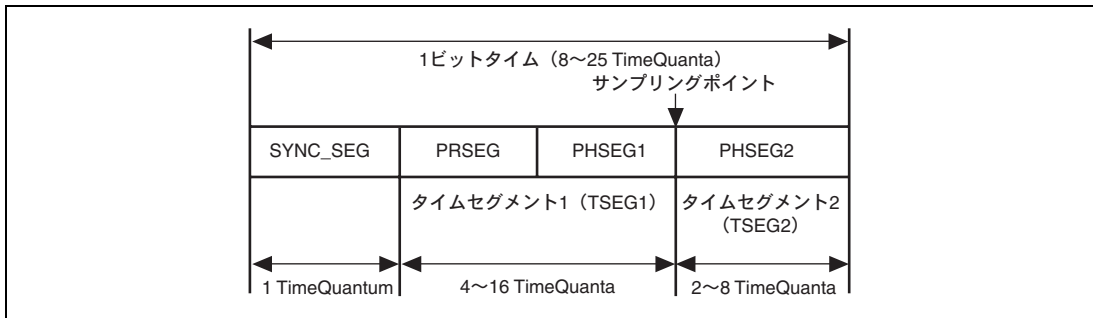 1ビットタイム（8～25 TimeQuanta）
サンプリングポイント
SYNC_SEG
PRSEG
PHSEG1
PHSEG2
タイムセグメント1（TSEG1）
タイムセグメント2
（TSEG2）
1 TimeQuantum
4～16 TimeQuanta
2～8 TimeQuanta